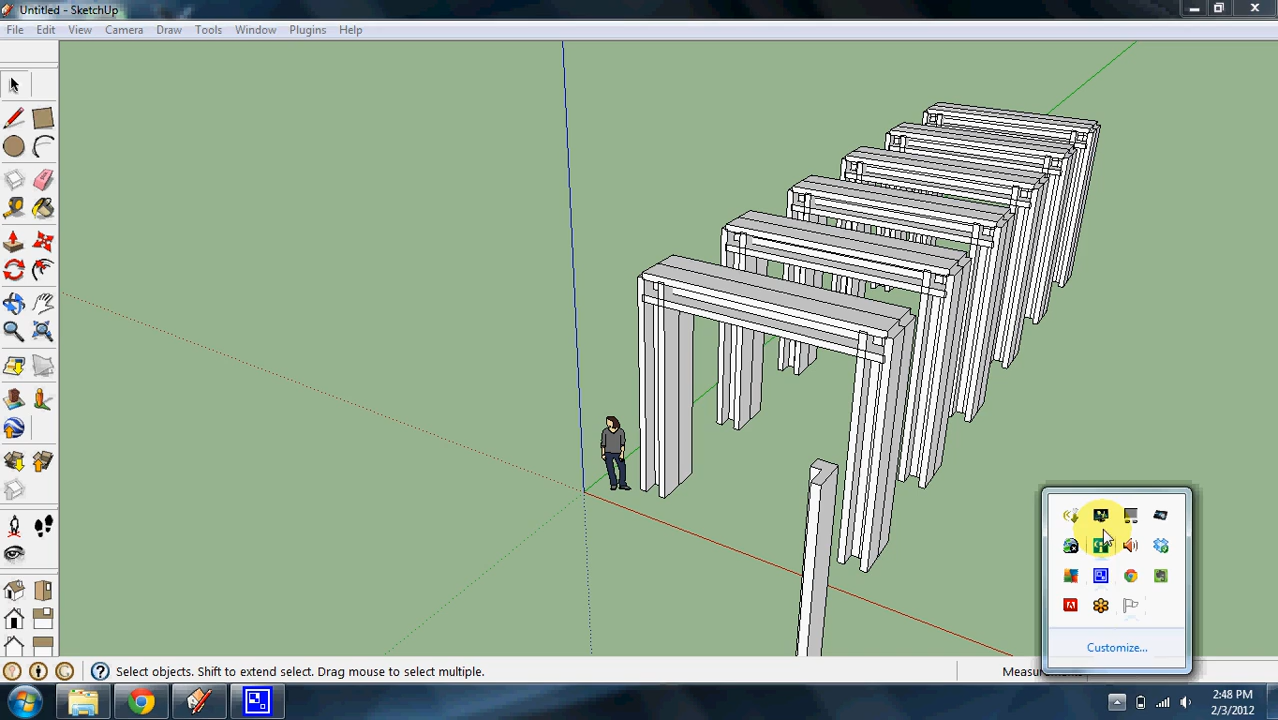 Untitled - SketchUp
File Edit View Camera Draw Tools Window Plugins Help
Customize...
Select objects. Shift to extend select. Drag mouse to select multiple.
2:48 PM
2/3/2012